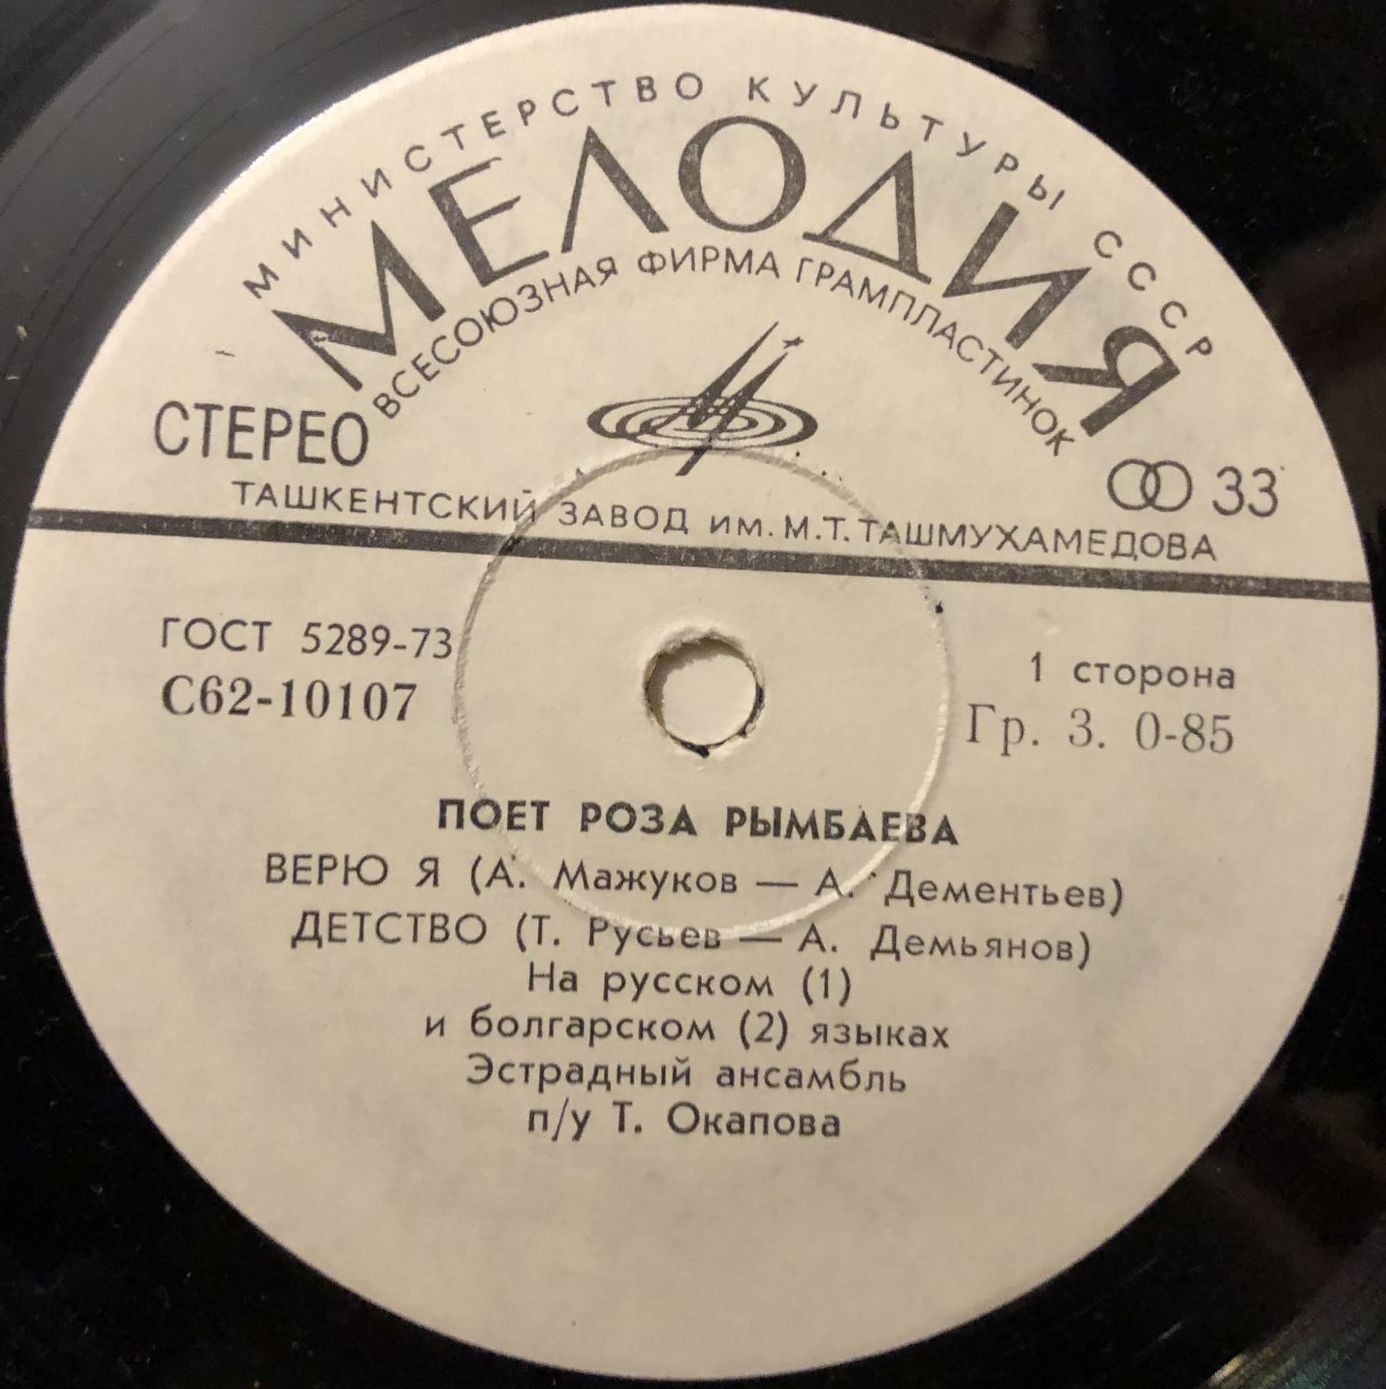 МИНИСТЕРСТВО КУЛЬТУРЫ СССР
МЕЛОДИЯ
ВСЕСОЮЗНАЯ ФИРМА ГРАМПЛАСТИНОК
СТЕРЕО
33
ТАШКЕНТСКИЙ ЗАВОД им. М.Т. ТАШМУХАМЕДОВА
ГОСТ 5289-73
1 сторона
С62-10107
Гр. 3. 0-85
ПОЕТ РОЗА РЫМБАЕВА
ВЕРЮ Я (А. Мажуков — А. Дементьев)
ДЕТСТВО (Т. Русьев — А. Демьянов)
На русском (1)
и болгарском (2) языках
Эстрадный ансамбль
п/у Т. Окапова